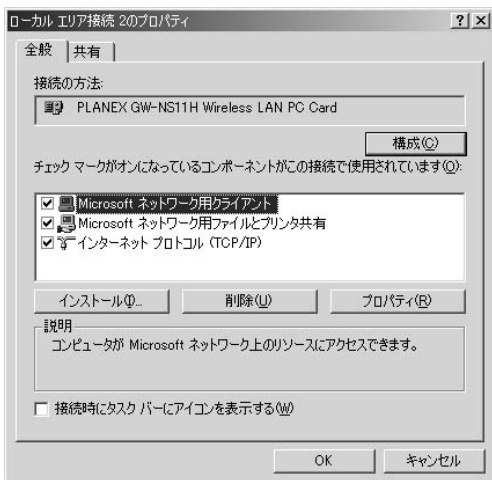 ローカル エリア接続 2のプロパティ
全般 共有
接続の方法:
PLANEX GW-NS11H Wireless LAN PC Card
構成(C)
チェック マークがオンになっているコンポーネントがこの接続で使用されています(O):
Microsoft ネットワーク用クライアント
Microsoft ネットワーク用ファイルとプリンタ共有
インターネット プロトコル (TCP/IP)
インストール(I)... 削除(U) プロパティ(R)
説明
コンピュータが Microsoft ネットワーク上のリソースにアクセスできます。
接続時にタスク バーにアイコンを表示する(W)
OK キャンセル